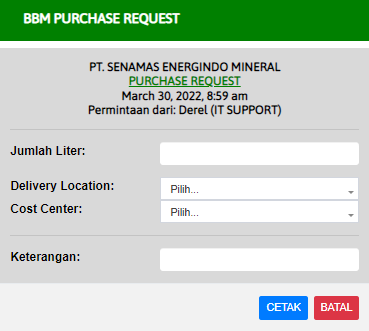 BBM PURCHASE REQUEST
PT. SENAMAS ENERGINDO MINERAL
PURCHASE REQUEST
March 30, 2022, 8:59 am
Permintaan dari: Derel (IT SUPPORT)
Jumlah Liter:
Delivery Location: Pilih...
Cost Center: Pilih...
Keterangan:
CETAK BATAL